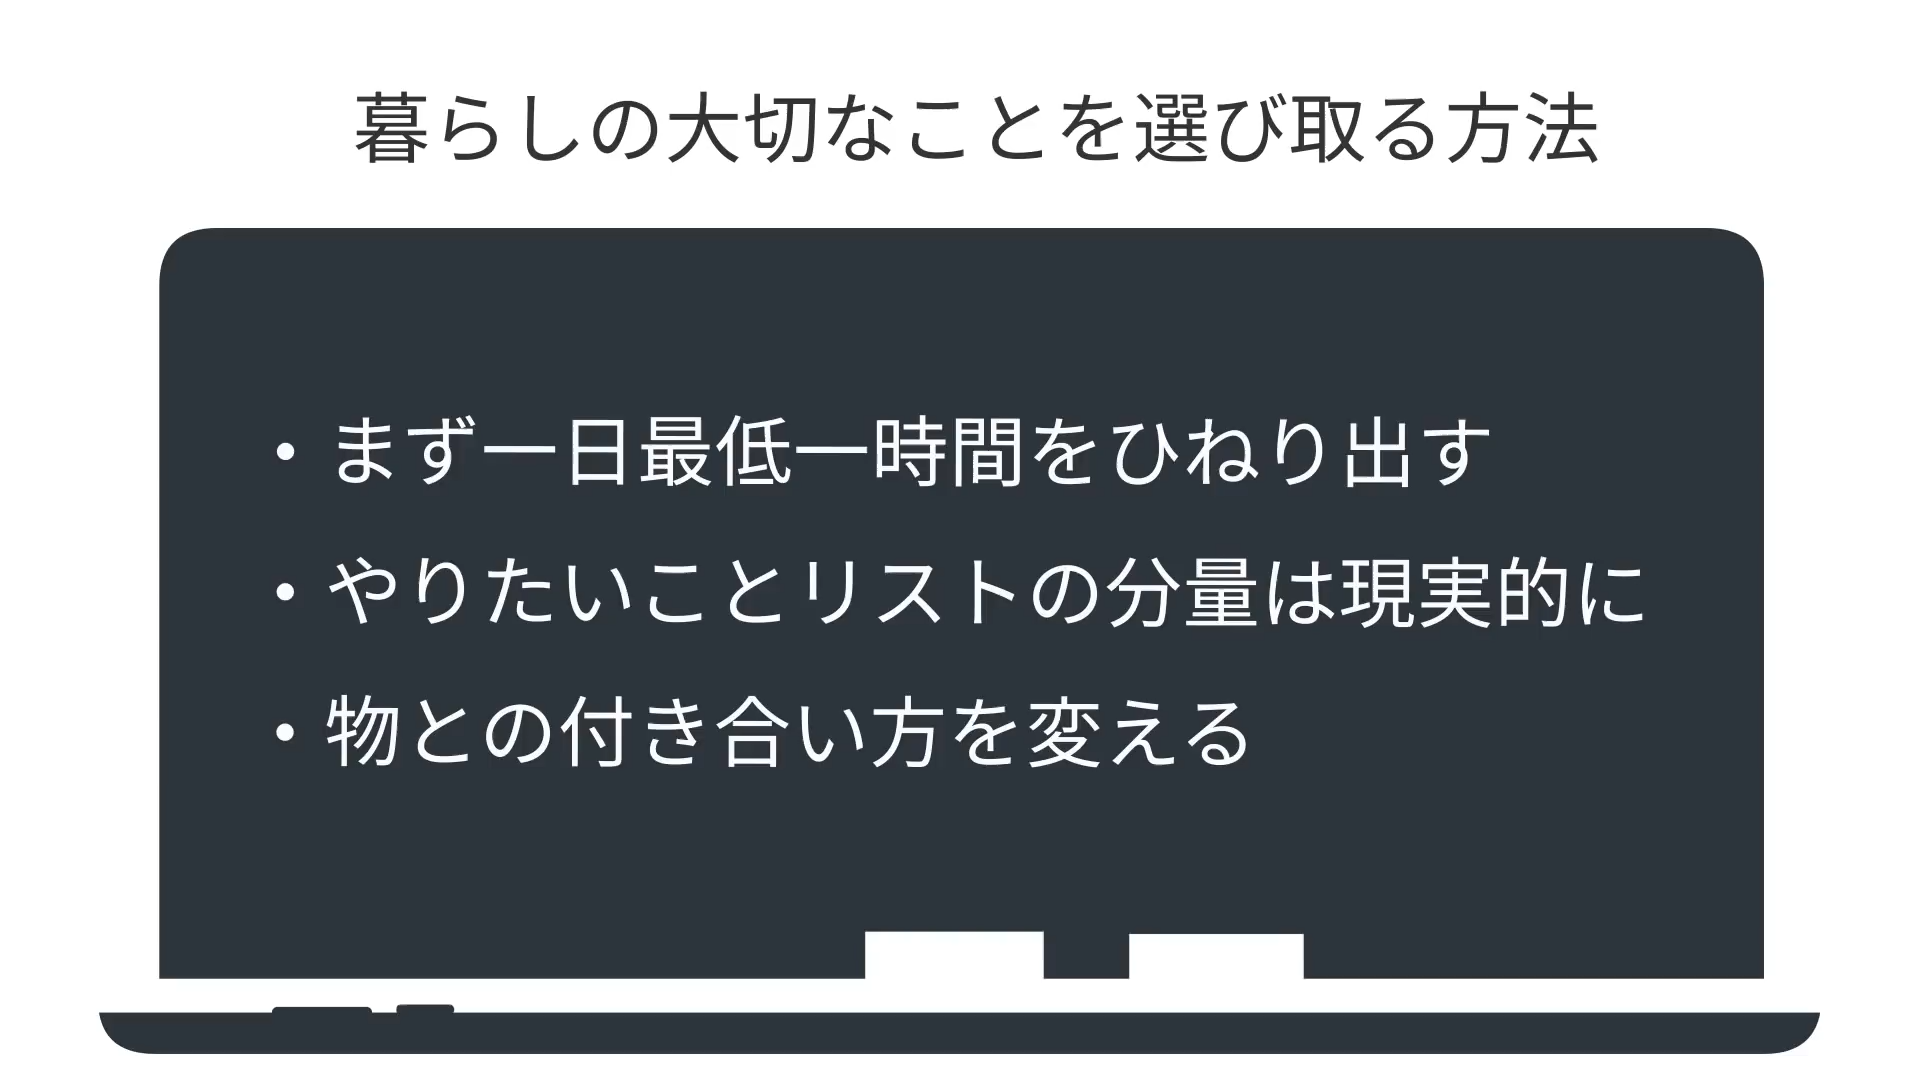 暮らしの大切なことを選び取る方法
・まず一日最低一時間をひねり出す
・やりたいことリストの分量は現実的に
・物との付き合い方を変える